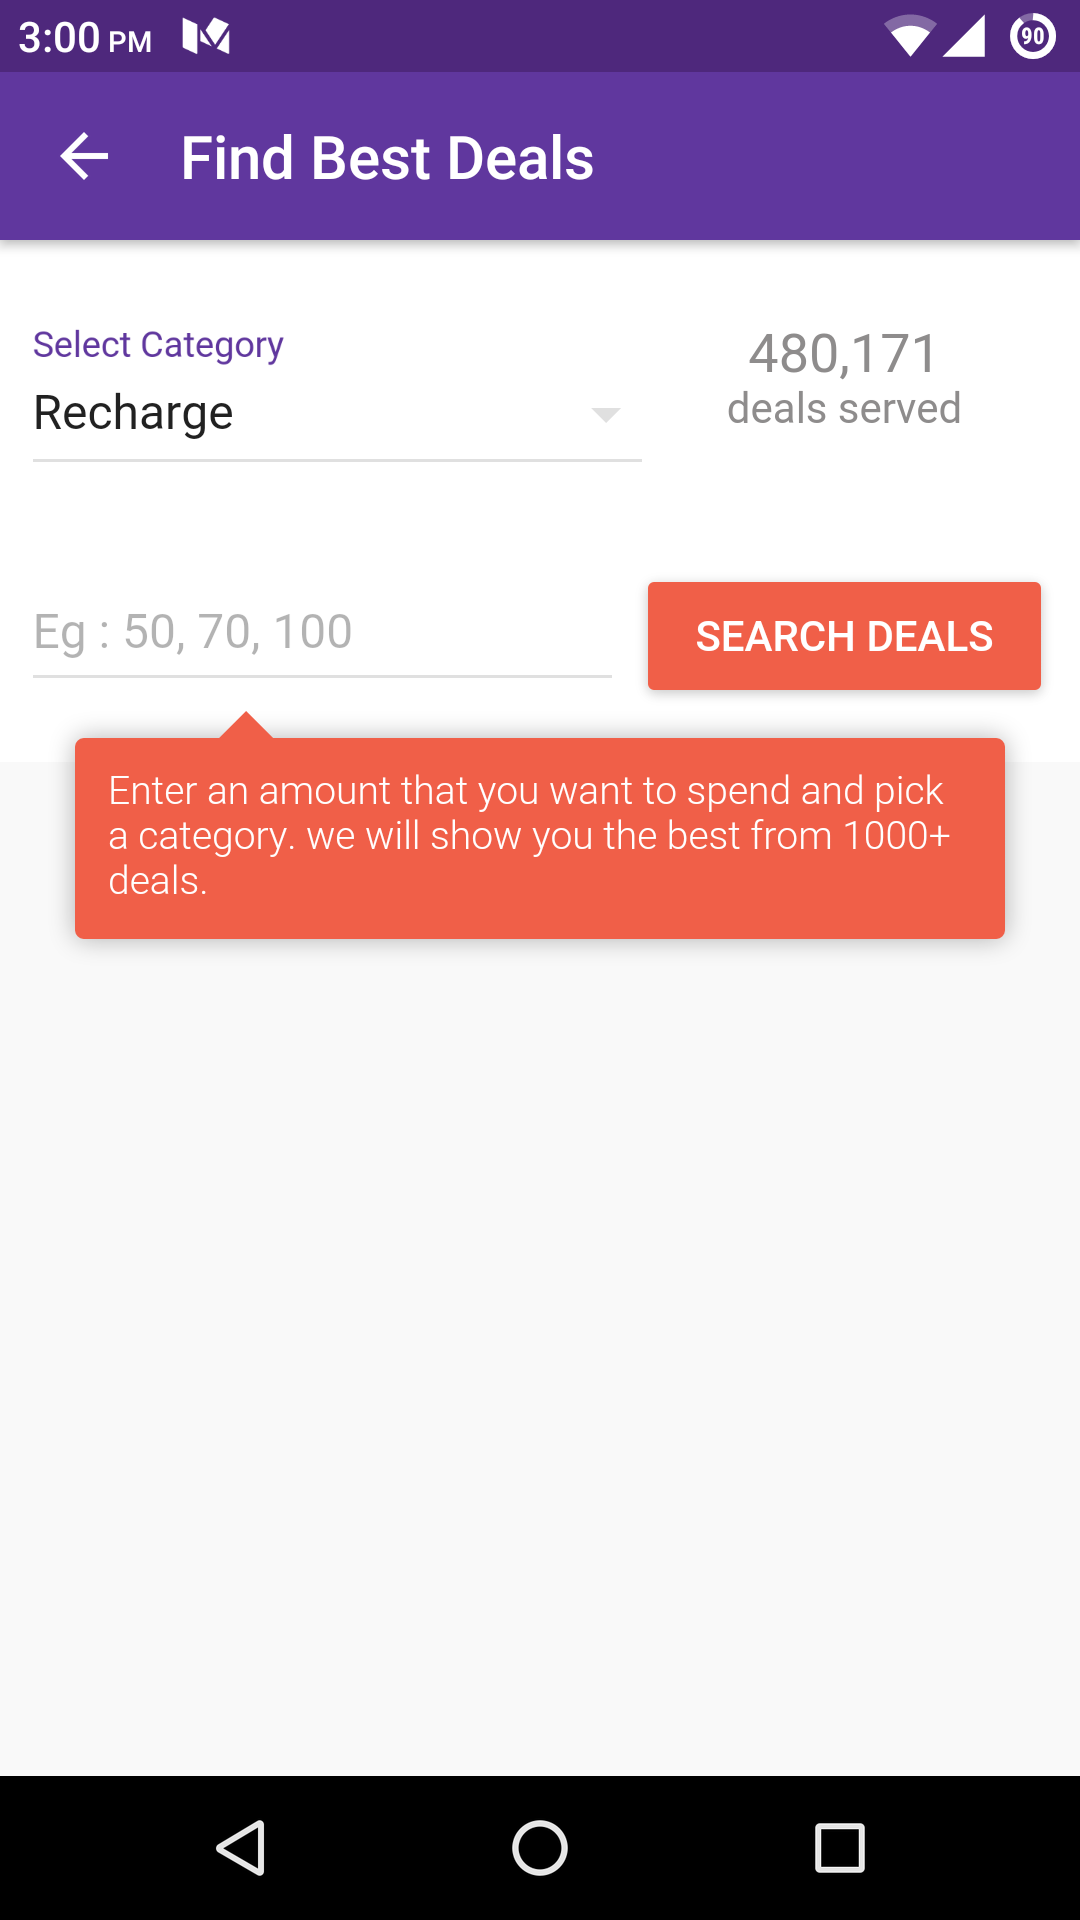 3:00 PM
90
Find Best Deals
Select Category
Recharge
480,171
deals served
Eg : 50, 70, 100
SEARCH DEALS
Enter an amount that you want to spend and pick
a category. we will show you the best from 1000+
deals.